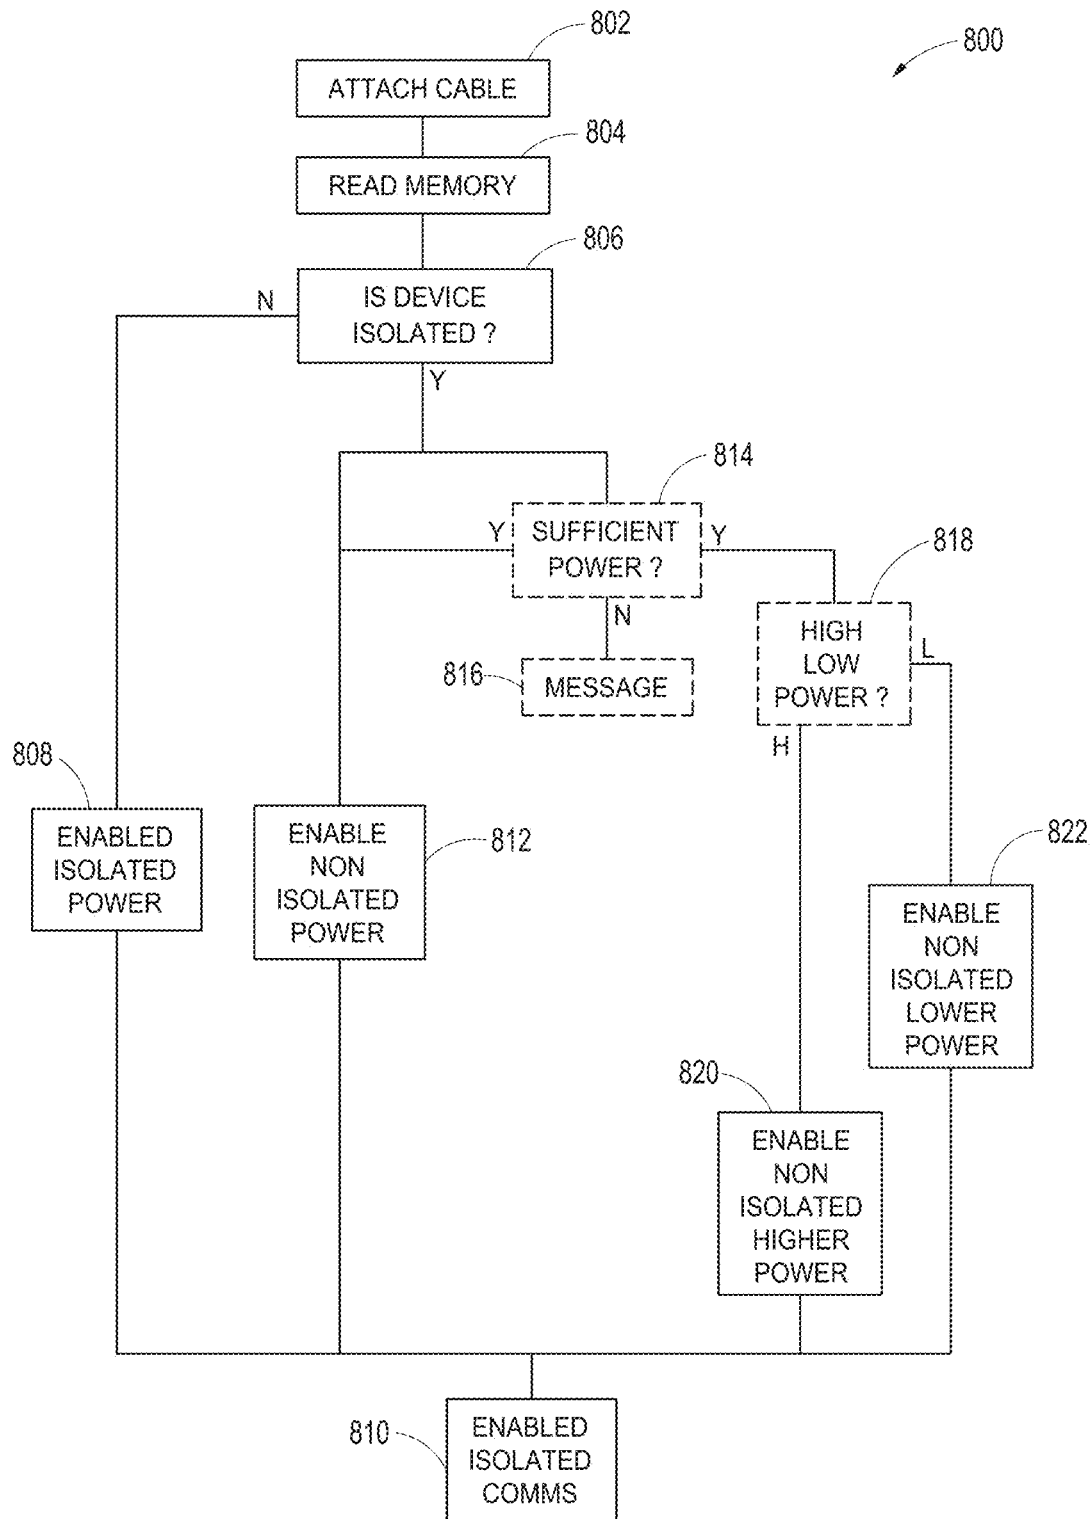 802
800
ATTACH CABLE
804
READ MEMORY
806
N
IS DEVICE
ISOLATED ?
Y
814
Y
SUFFICIENT
POWER ?
Y
818
N
HIGH
LOW
POWER ?
L
816
MESSAGE
H
808
ENABLED
ISOLATED
POWER
ENABLE
NON
ISOLATED
POWER
812
822
ENABLE
NON
ISOLATED
LOWER
POWER
820
ENABLE
NON
ISOLATED
HIGHER
POWER
810
ENABLED
ISOLATED
COMMS